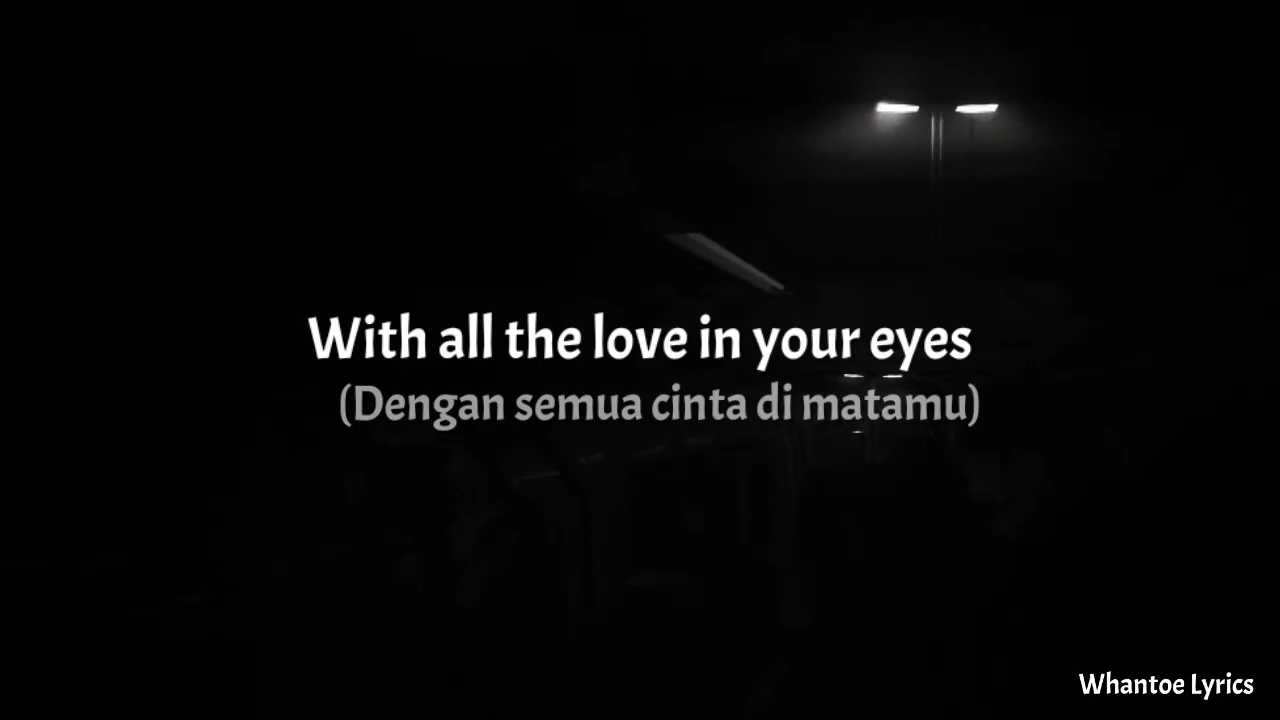 With all the love in your eyes
(Dengan semua cinta di matamu)
Whantoe Lyrics